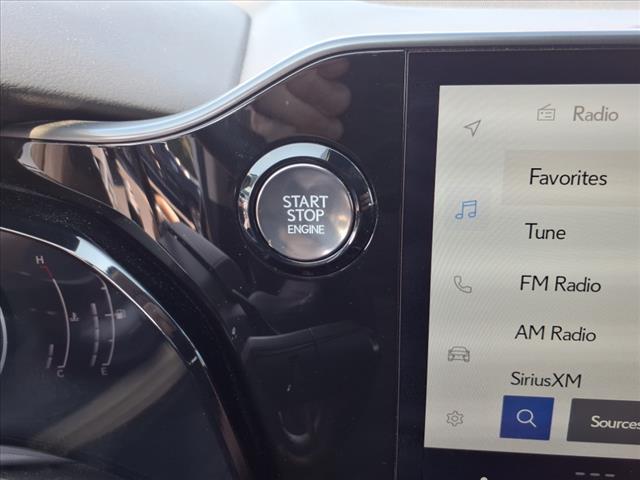 START
STOP
ENGINE
H
C
F
E
Radio
Favorites
Tune
FM Radio
AM Radio
SiriusXM
Sources